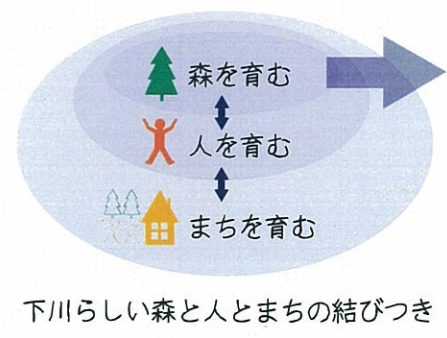 森を育む
人を育む
まちを育む
下川らしい森と人とまちの結びつき